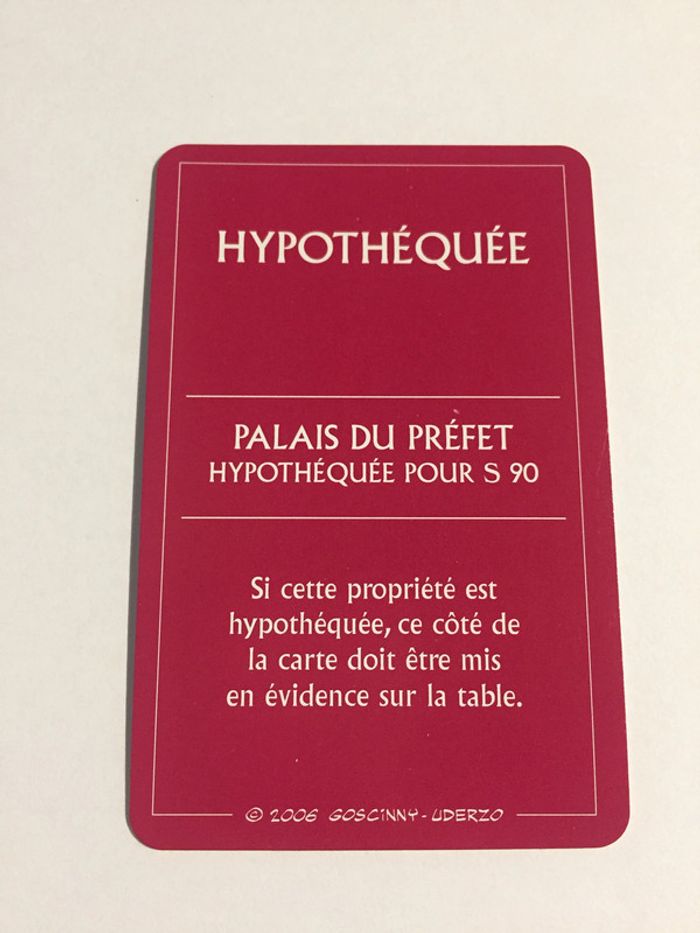 HYPOTHÉQUÉE
PALAIS DU PRÉFET
HYPOTHÉQUÉE POUR S 90
Si cette propriété est
hypothéquée, ce côté de
la carte doit être mis
en évidence sur la table.
© 2006 GOSCINNY - UDERZO